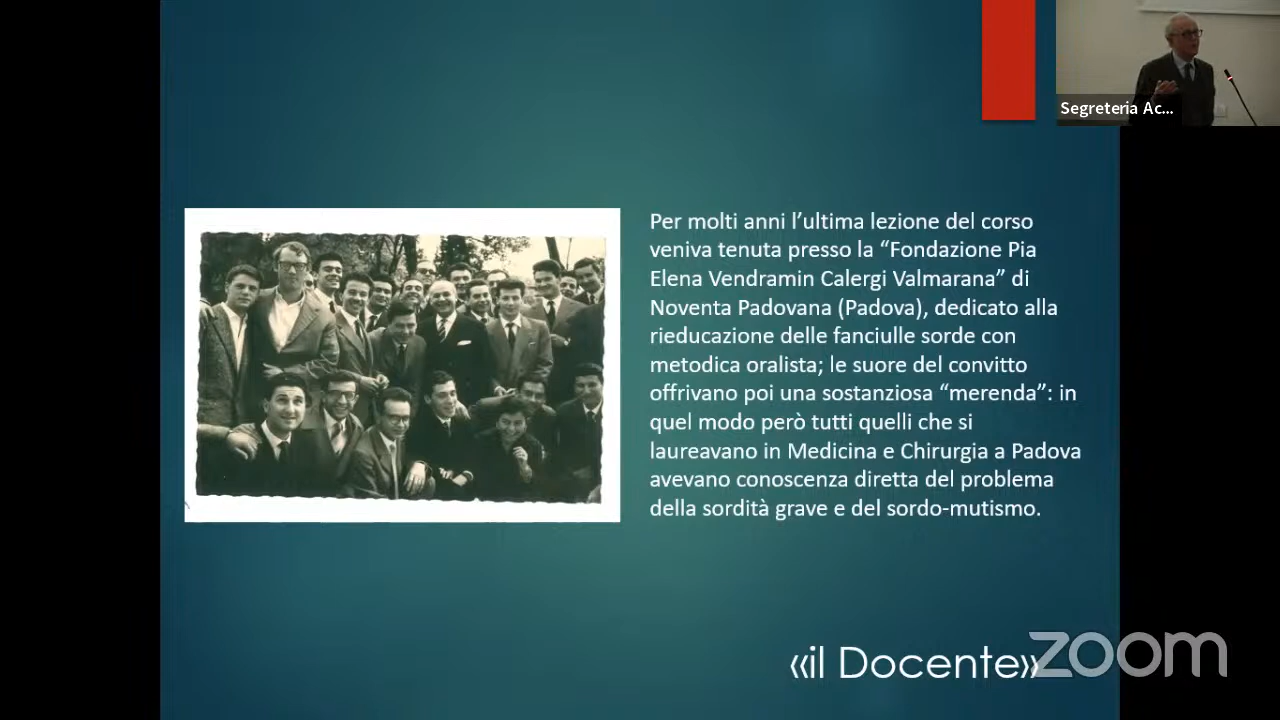 Segreteria Ac...
Per molti anni l’ultima lezione del corso
veniva tenuta presso la “Fondazione Pia
Elena Vendramin Calergi Valmarana” di
Noventa Padovana (Padova), dedicato alla
rieducazione delle fanciulle sorde con
metodica oralista; le suore del convitto
offrivano poi una sostanziosa “merenda”: in
quel modo però tutti quelli che si
laureavano in Medicina e Chirurgia a Padova
avevano conoscenza diretta del problema
della sordità grave e del sordo-mutismo.
«il Docente»
zoom